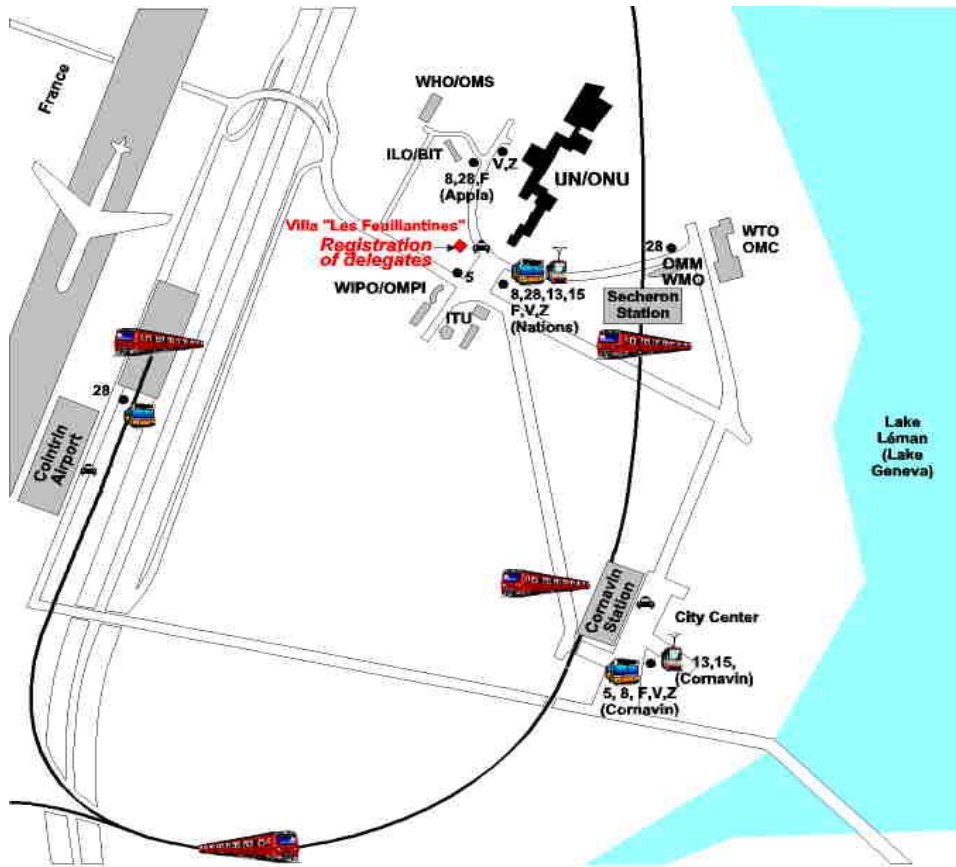 France
WHO/OMS
ILO/BIT
V,Z
8,28,F
(Appia)
UN/ONU
Villa "Les Feuillantines"
Registration
of delegates
5
WIPO/OMPI
ITU
8,28,13,15
F,V,Z
(Nations)
28
OMM
WMO
WTO
OMC
Secheron
Station
28
Cointrin
Airport
Lake
Léman
(Lake
Geneva)
Cornavin
Station
City Center
13,15,
(Cornavin)
5, 8, F,V,Z
(Cornavin)